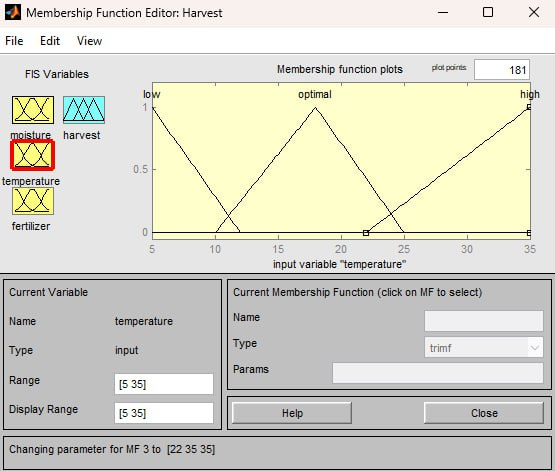 Membership Function Editor: Harvest
File Edit View
FIS Variables
Membership function plots
plot points:
181
moisture harvest
temperature
fertilizer
low optimal high
1
0.5
0
5 10 15 20 25 30 35
input variable "temperature"
Current Variable
Name temperature
Type input
Range [5 35]
Display Range [5 35]
Current Membership Function (click on MF to select)
Name
Type trimf
Params
Help Close
Changing parameter for MF 3 to [22 35 35]